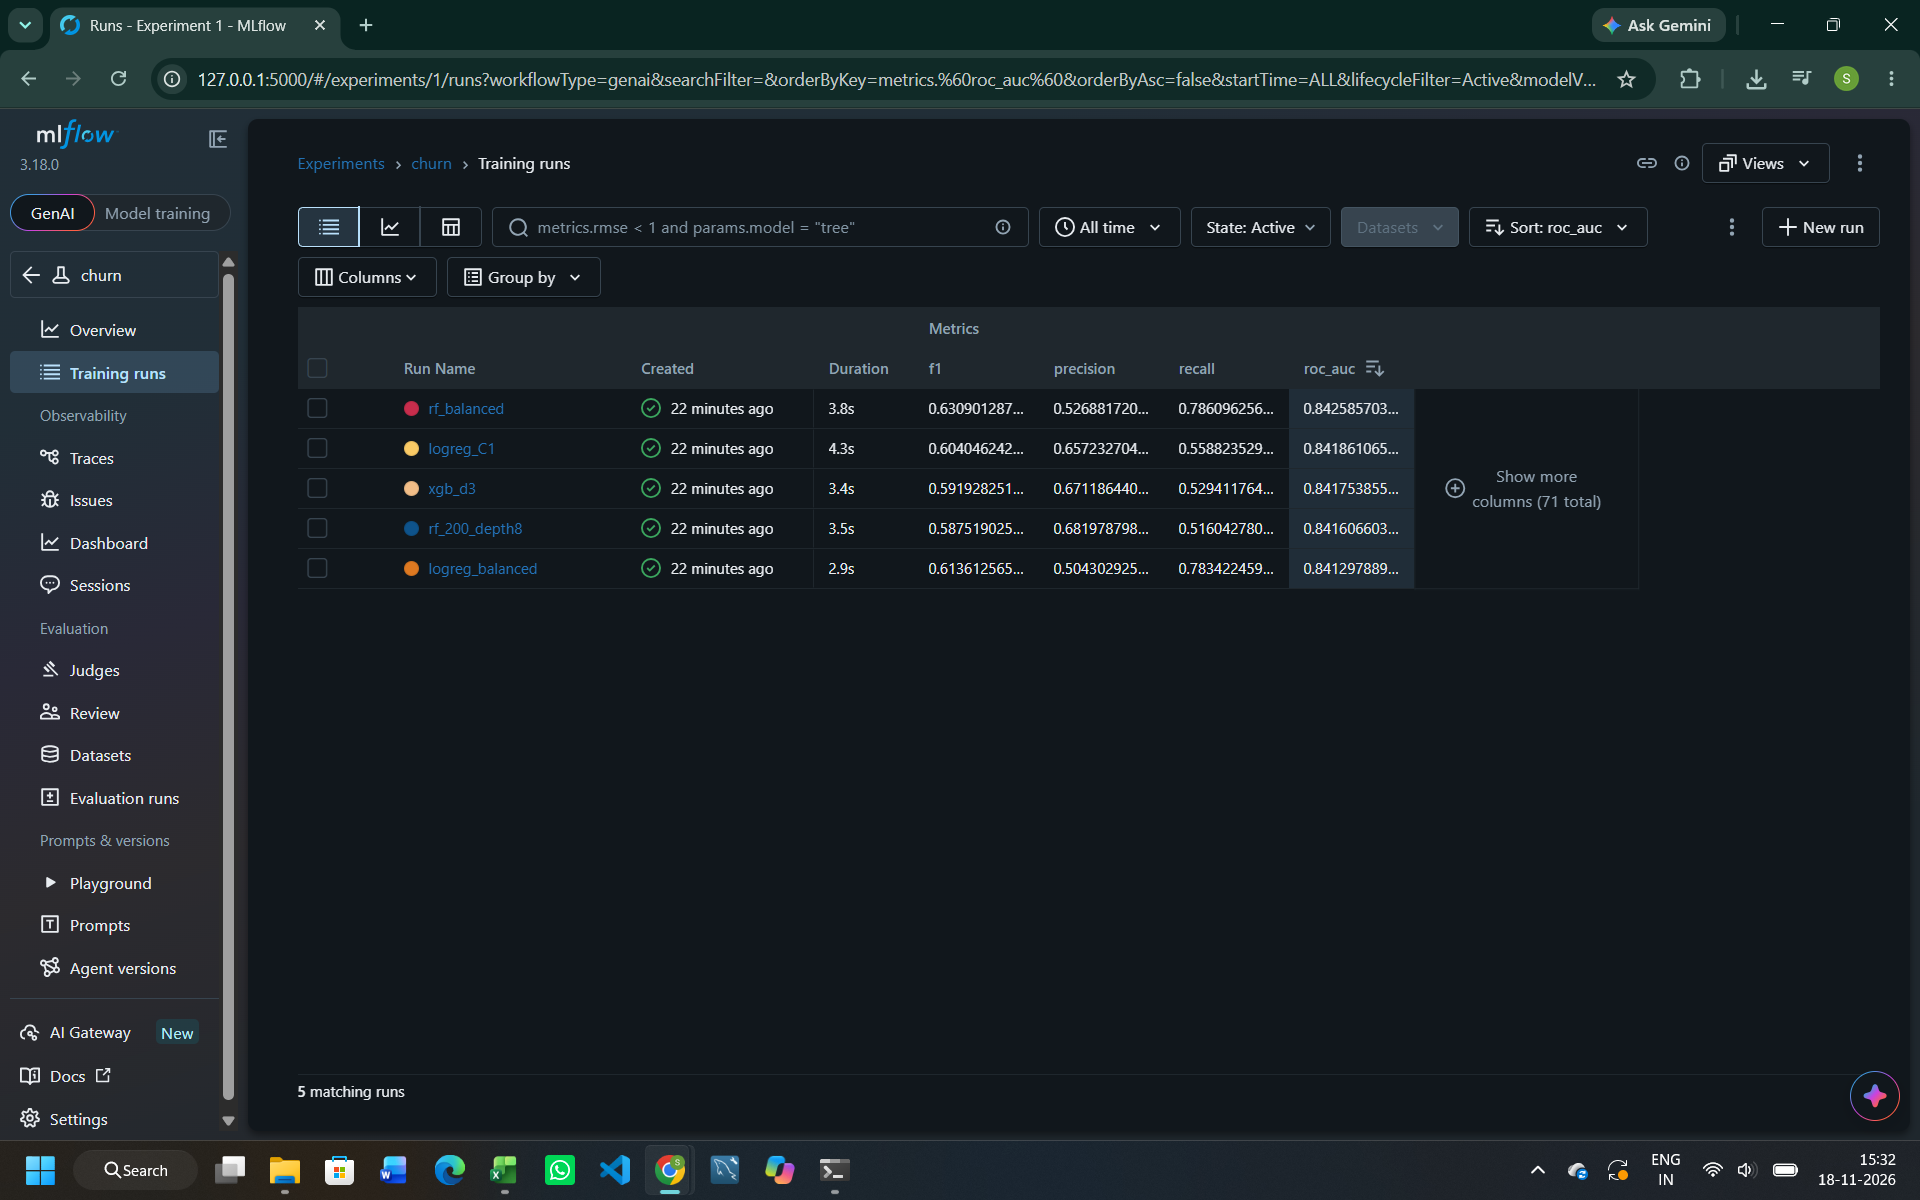 Runs - Experiment 1 - MLflow
Ask Gemini
127.0.0.1:5000/#/experiments/1/runs?workflowType=genai&searchFilter=&orderByKey=metrics.%60roc_auc%60&orderByAsc=false&startTime=ALL&lifecycleFilter=Active&modelV...
S
mlflow
3.18.0
GenAI Model training
churn
Overview
Training runs
Observability
Traces
Issues
Dashboard
Sessions
Evaluation
Judges
Review
Datasets
Evaluation runs
Prompts & versions
Playground
Prompts
Agent versions
AI Gateway New
Docs
Settings
Experiments > churn > Training runs
Views
metrics.rmse < 1 and params.model = "tree"
All time
State: Active
Datasets
Sort: roc_auc
New run
Columns
Group by
Metrics
Run Name Created Duration f1 precision recall roc_auc
rf_balanced 22 minutes ago 3.8s 0.630901287... 0.526881720... 0.786096256... 0.842585703...
logreg_C1 22 minutes ago 4.3s 0.604046242... 0.657232704... 0.558823529... 0.841861065...
xgb_d3 22 minutes ago 3.4s 0.591928251... 0.671186440... 0.529411764... 0.841753855...
rf_200_depth8 22 minutes ago 3.5s 0.587519025... 0.681978798... 0.516042780... 0.841606603...
logreg_balanced 22 minutes ago 2.9s 0.613612565... 0.504302925... 0.783422459... 0.841297889...
Show more
columns (71 total)
5 matching runs
Search
ENG
IN
15:32
18-11-2026